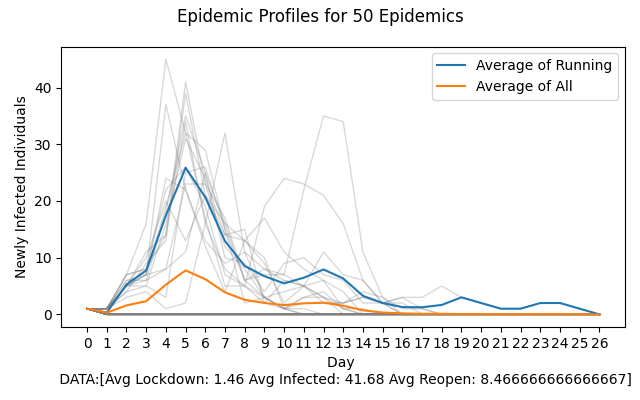 Epidemic Profiles for 50 Epidemics
Average of Running
Average of All
40
30
20
10
0
Newly Infected Individuals
0 1 2 3 4 5 6 7 8 9 10 11 12 13 14 15 16 17 18 19 20 21 22 23 24 25 26
Day
DATA:[Avg Lockdown: 1.46 Avg Infected: 41.68 Avg Reopen: 8.466666666666667]